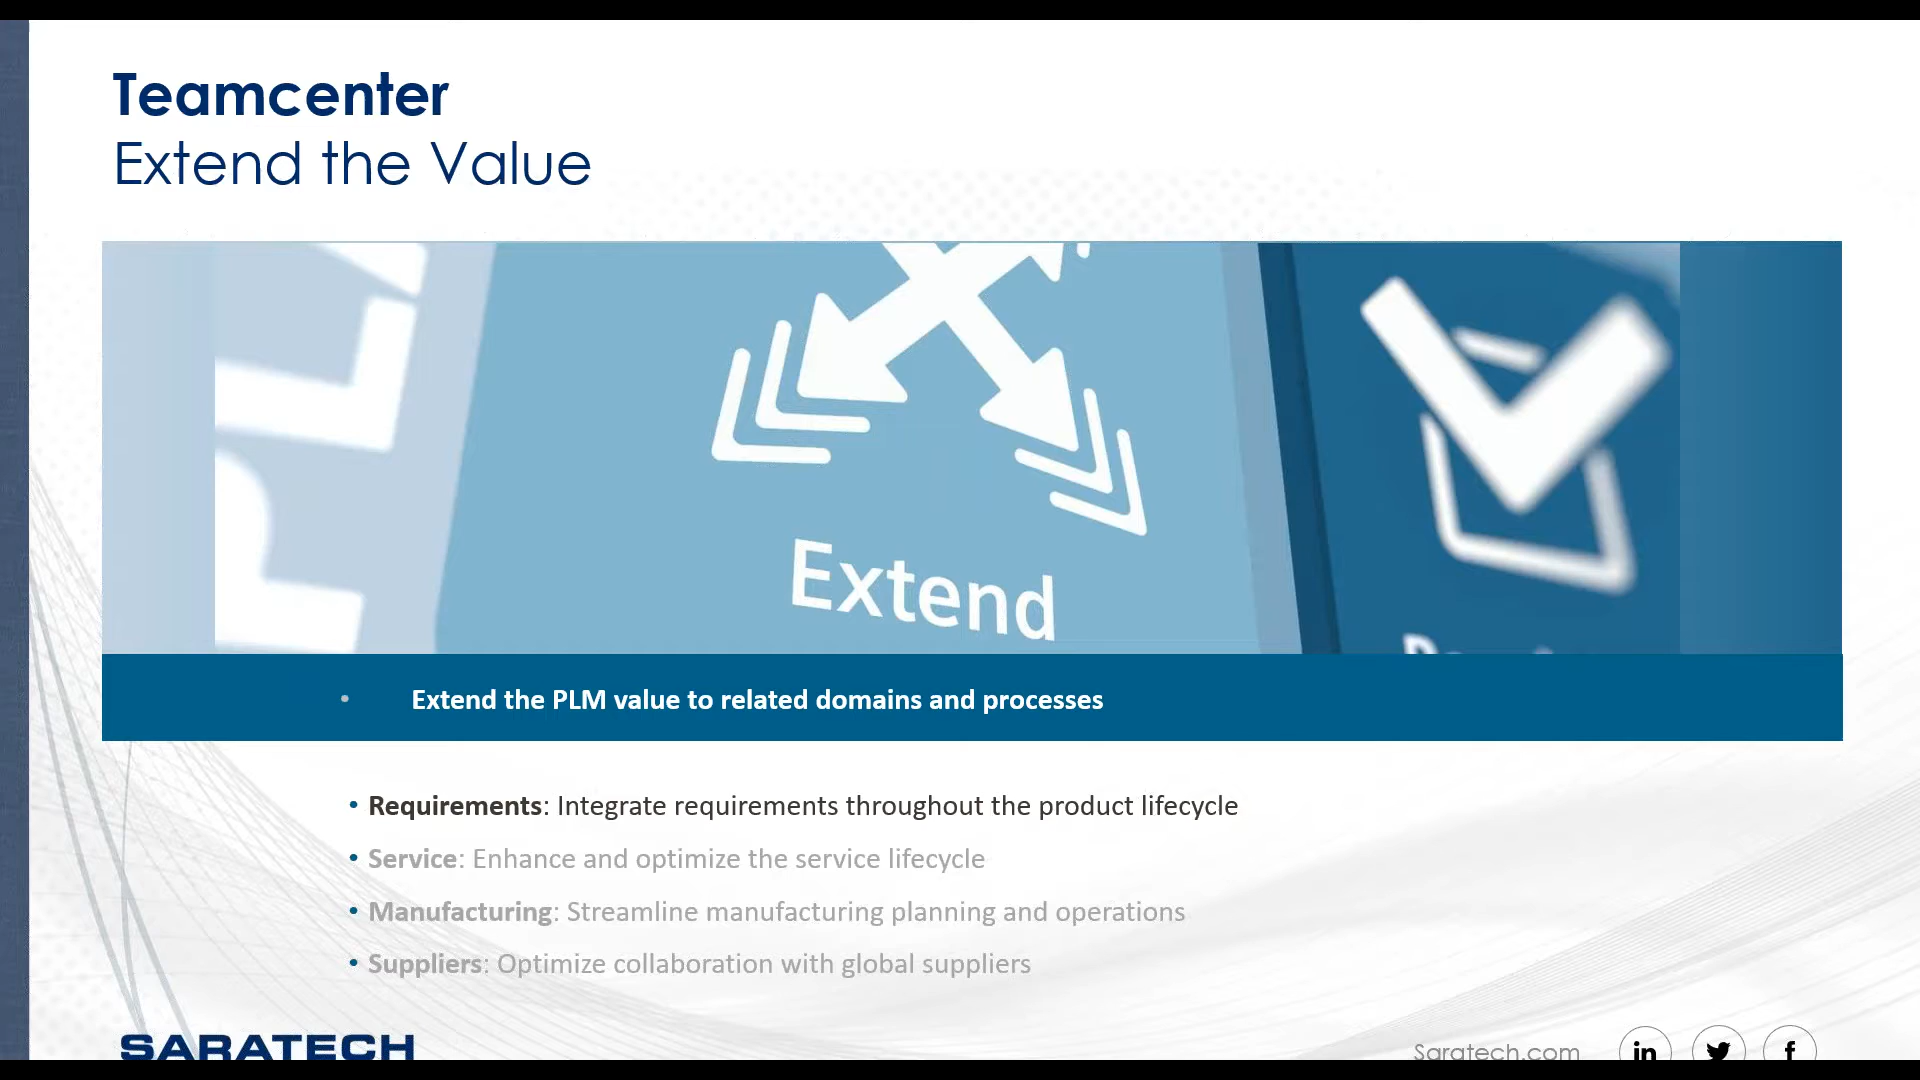 Teamcenter
Extend the Value
PLM
Extend
• Extend the PLM value to related domains and processes
• Requirements: Integrate requirements throughout the product lifecycle
• Service: Enhance and optimize the service lifecycle
• Manufacturing: Streamline manufacturing planning and operations
• Suppliers: Optimize collaboration with global suppliers
SARATECH
Saratech.com
in
f